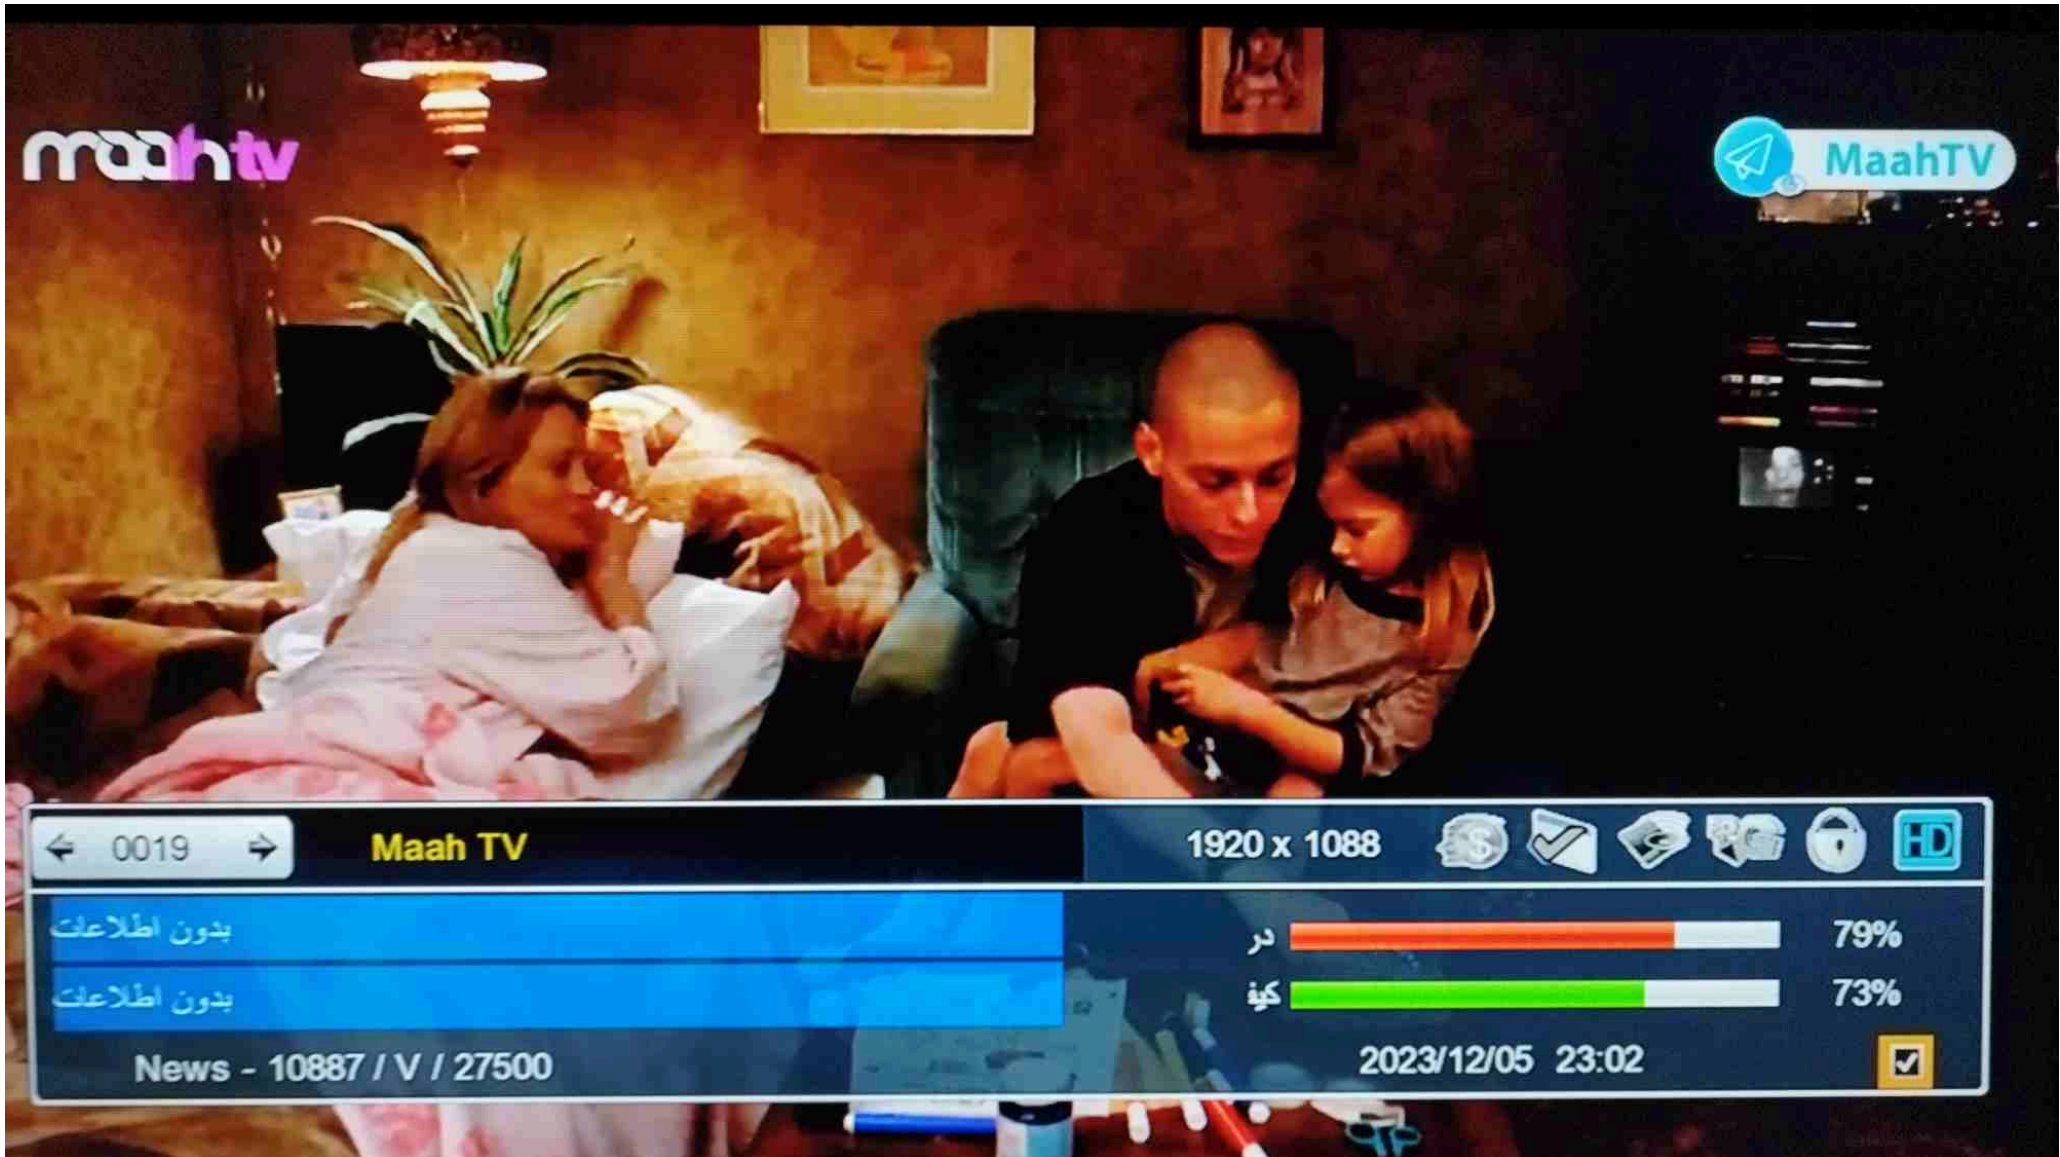 maahtv
MaahTV
0019
Maah TV
1920 x 1088
HD
بدون اطلاعات
در
79%
بدون اطلاعات
کیف
73%
News - 10887 / V / 27500
2023/12/05 23:02